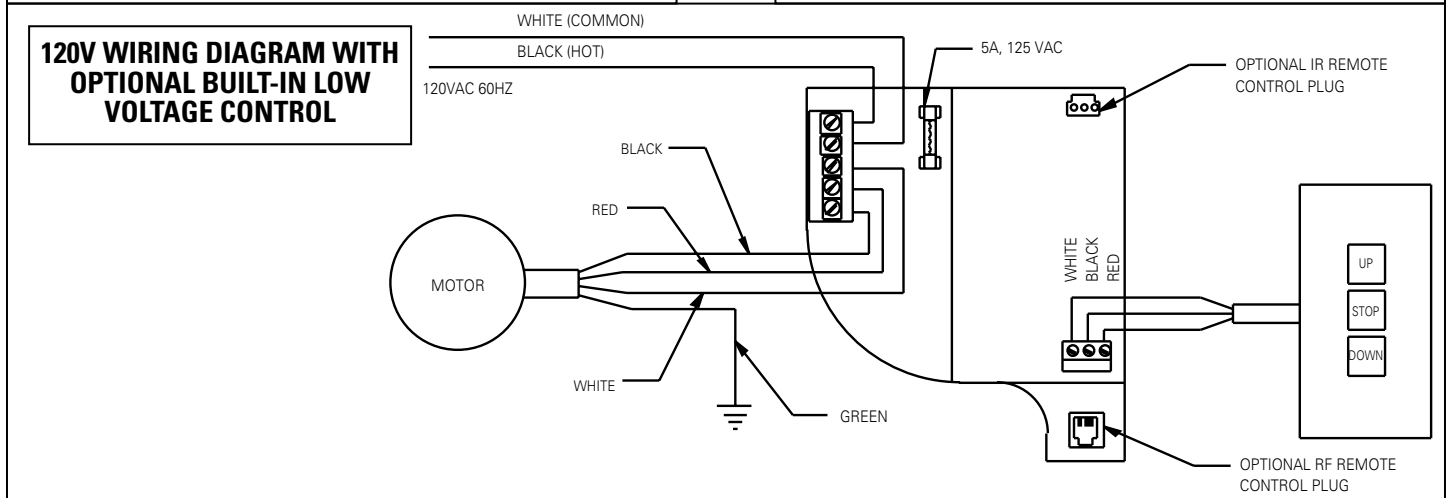 120V WIRING DIAGRAM WITH
OPTIONAL BUILT-IN LOW
VOLTAGE CONTROL
WHITE (COMMON)
BLACK (HOT)
120VAC 60HZ
5A, 125 VAC
OPTIONAL IR REMOTE
CONTROL PLUG
BLACK
RED
MOTOR
WHITE
GREEN
WHITE
BLACK
RED
UP
STOP
DOWN
OPTIONAL RF REMOTE
CONTROL PLUG